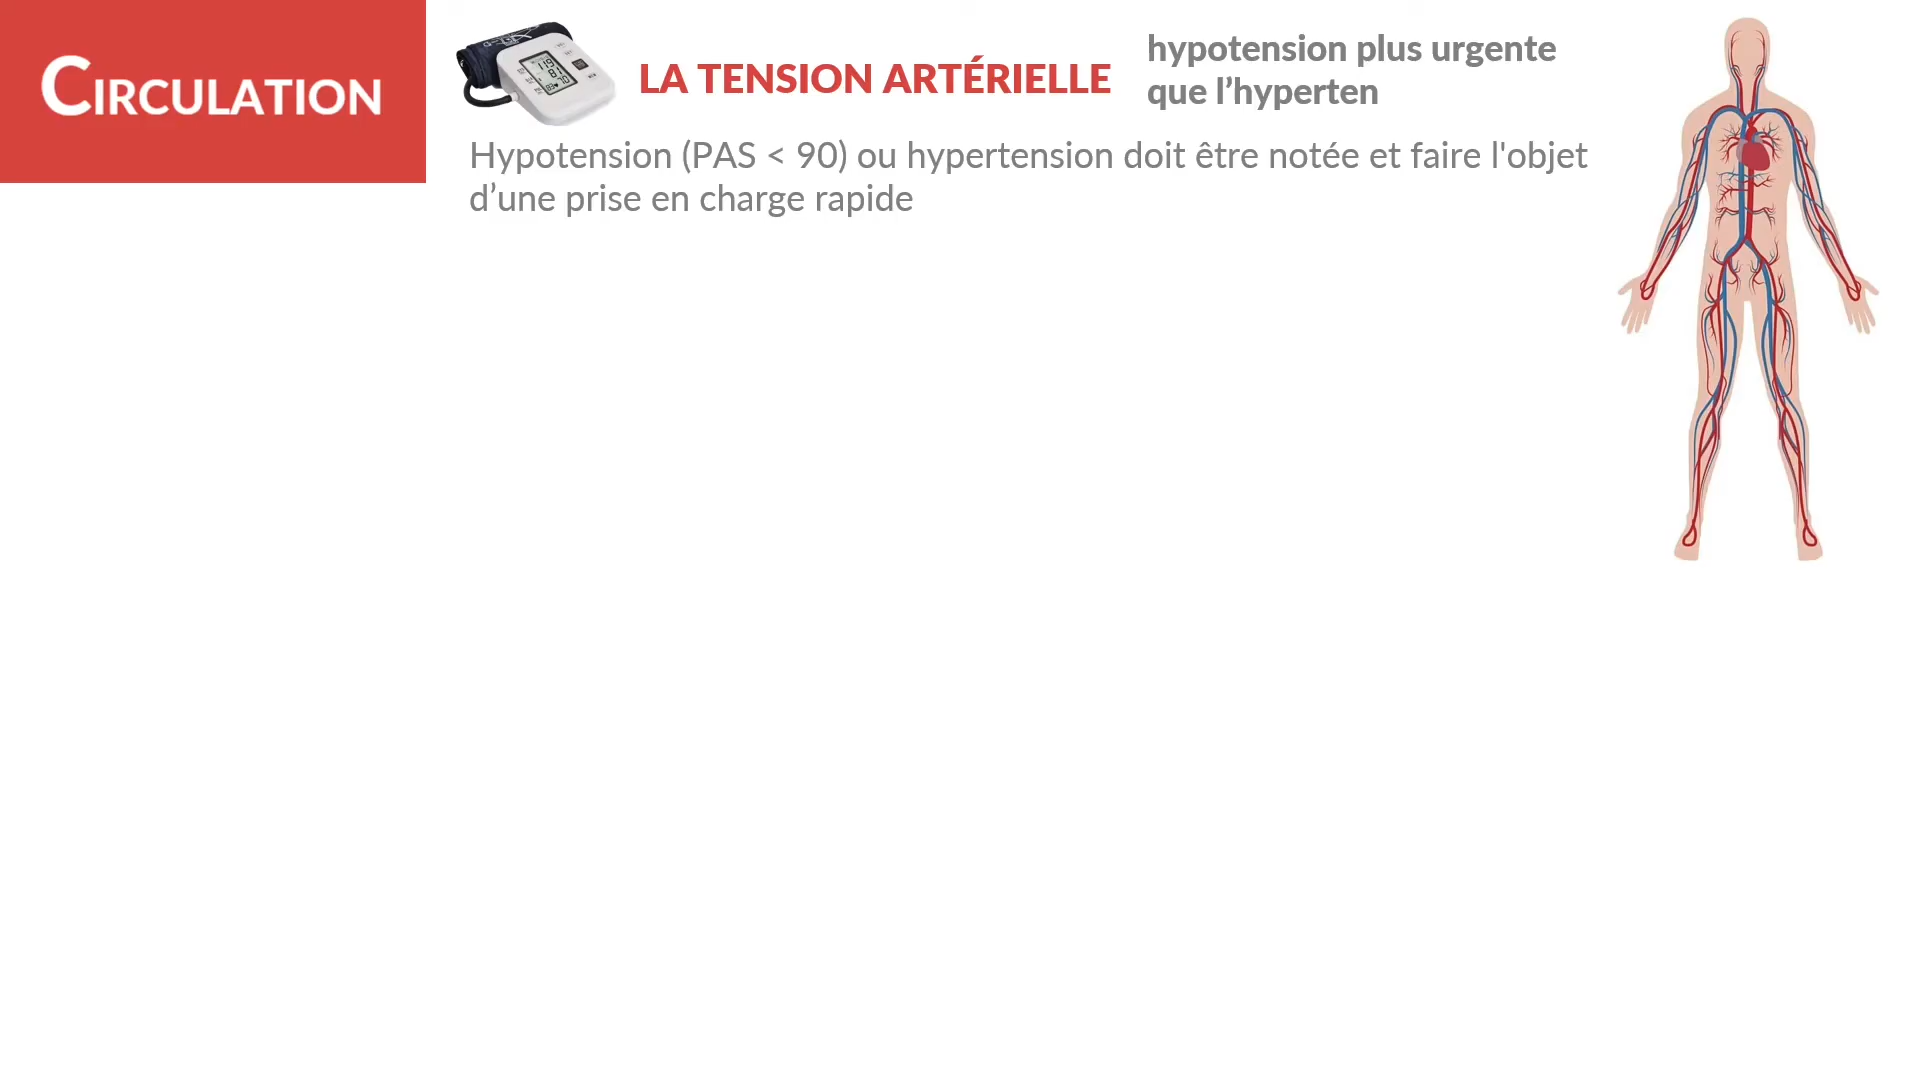 CIRCULATION
LA TENSION ARTÉRIELLE
hypotension plus urgente
que l’hyperten
Hypotension (PAS < 90) ou hypertension doit être notée et faire l'objet
d’une prise en charge rapide